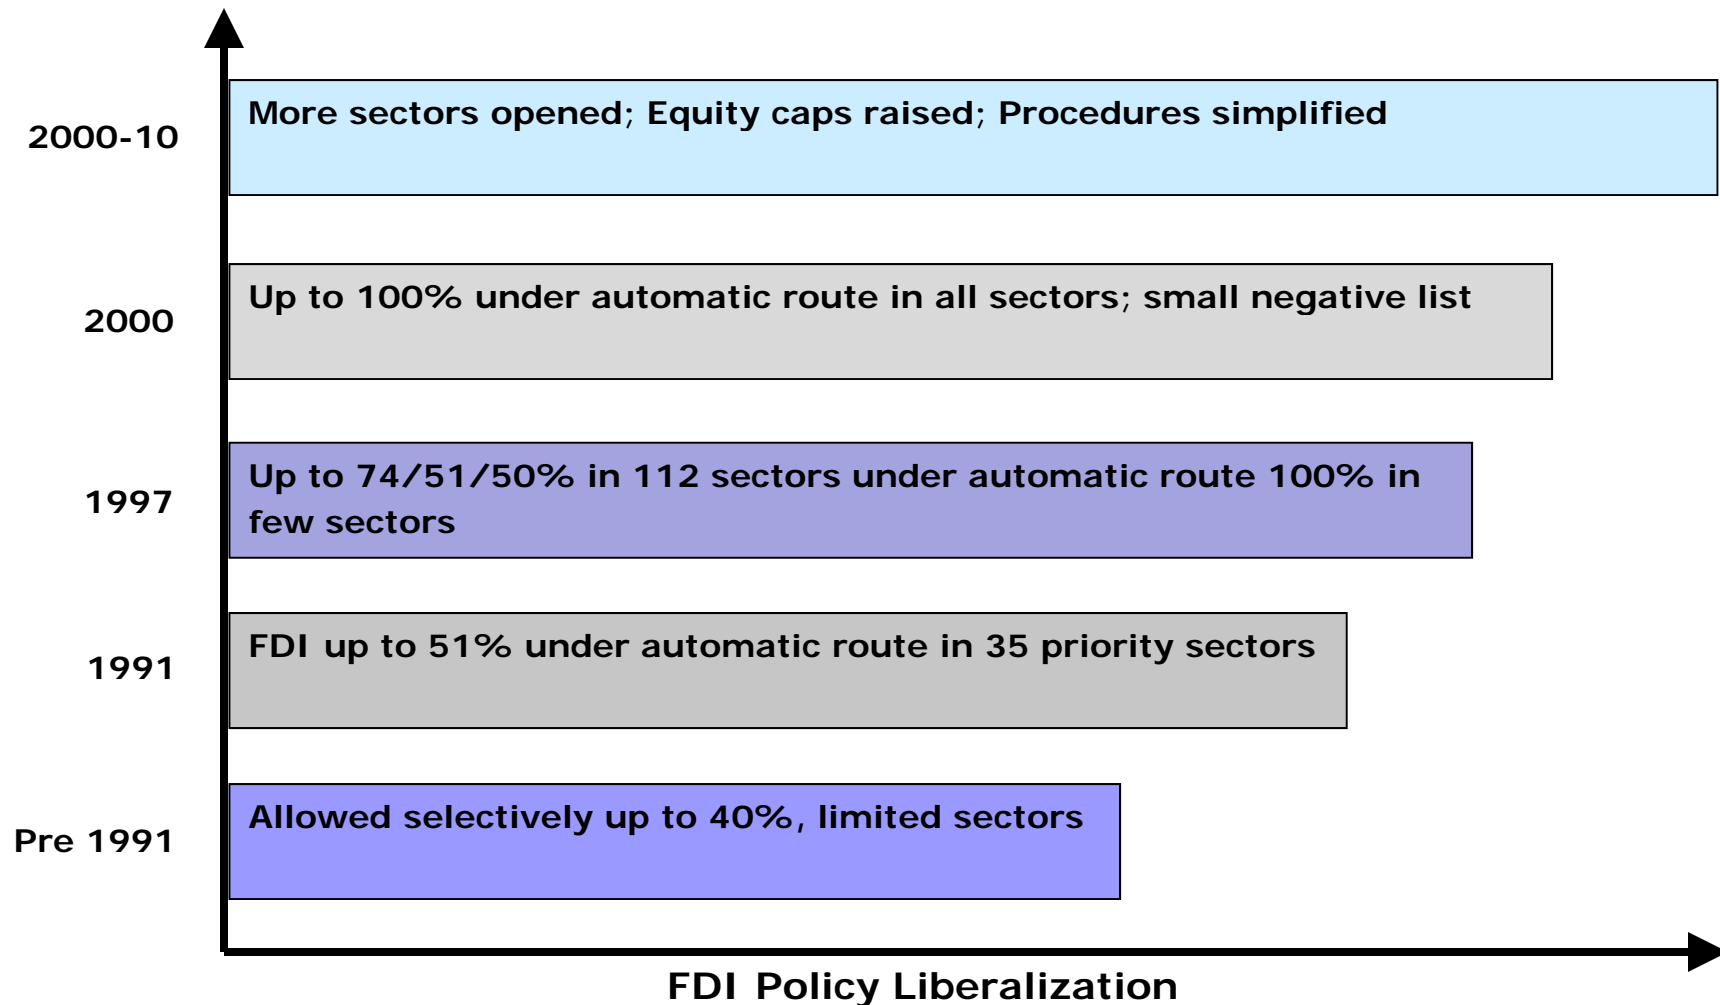 2000-10
More sectors opened; Equity caps raised; Procedures simplified
2000
Up to 100% under automatic route in all sectors; small negative list
1997
Up to 74/51/50% in 112 sectors under automatic route 100% in
few sectors
1991
FDI up to 51% under automatic route in 35 priority sectors
Pre 1991
Allowed selectively up to 40%, limited sectors
FDI Policy Liberalization